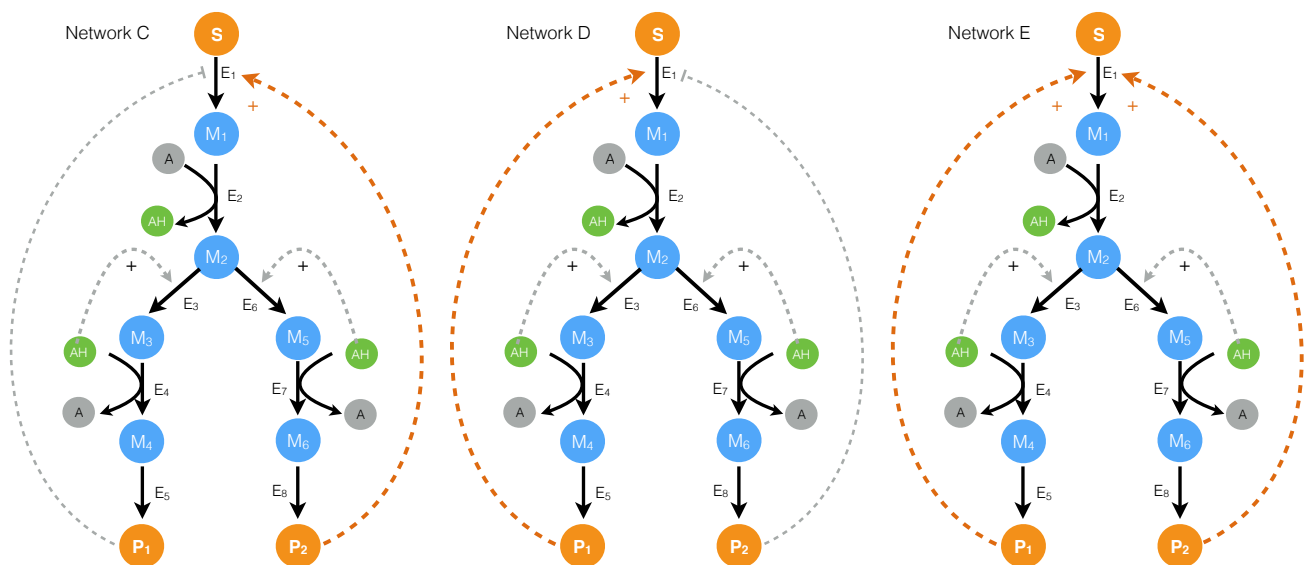 Network C
S
E₁
+
M₁
A
E₂
AH
M₂
+ +
E₃ E₆
M₃ M₅
AH AH
E₄ E₇
A A
M₄ M₆
E₅ E₈
P₁ P₂
Network D
S
E₁
+
M₁
A
E₂
AH
M₂
+ +
E₃ E₆
M₃ M₅
AH AH
E₄ E₇
A A
M₄ M₆
E₅ E₈
P₁ P₂
Network E
S
E₁
+ +
M₁
A
E₂
AH
M₂
+ +
E₃ E₆
M₃ M₅
AH AH
E₄ E₇
A A
M₄ M₆
E₅ E₈
P₁ P₂